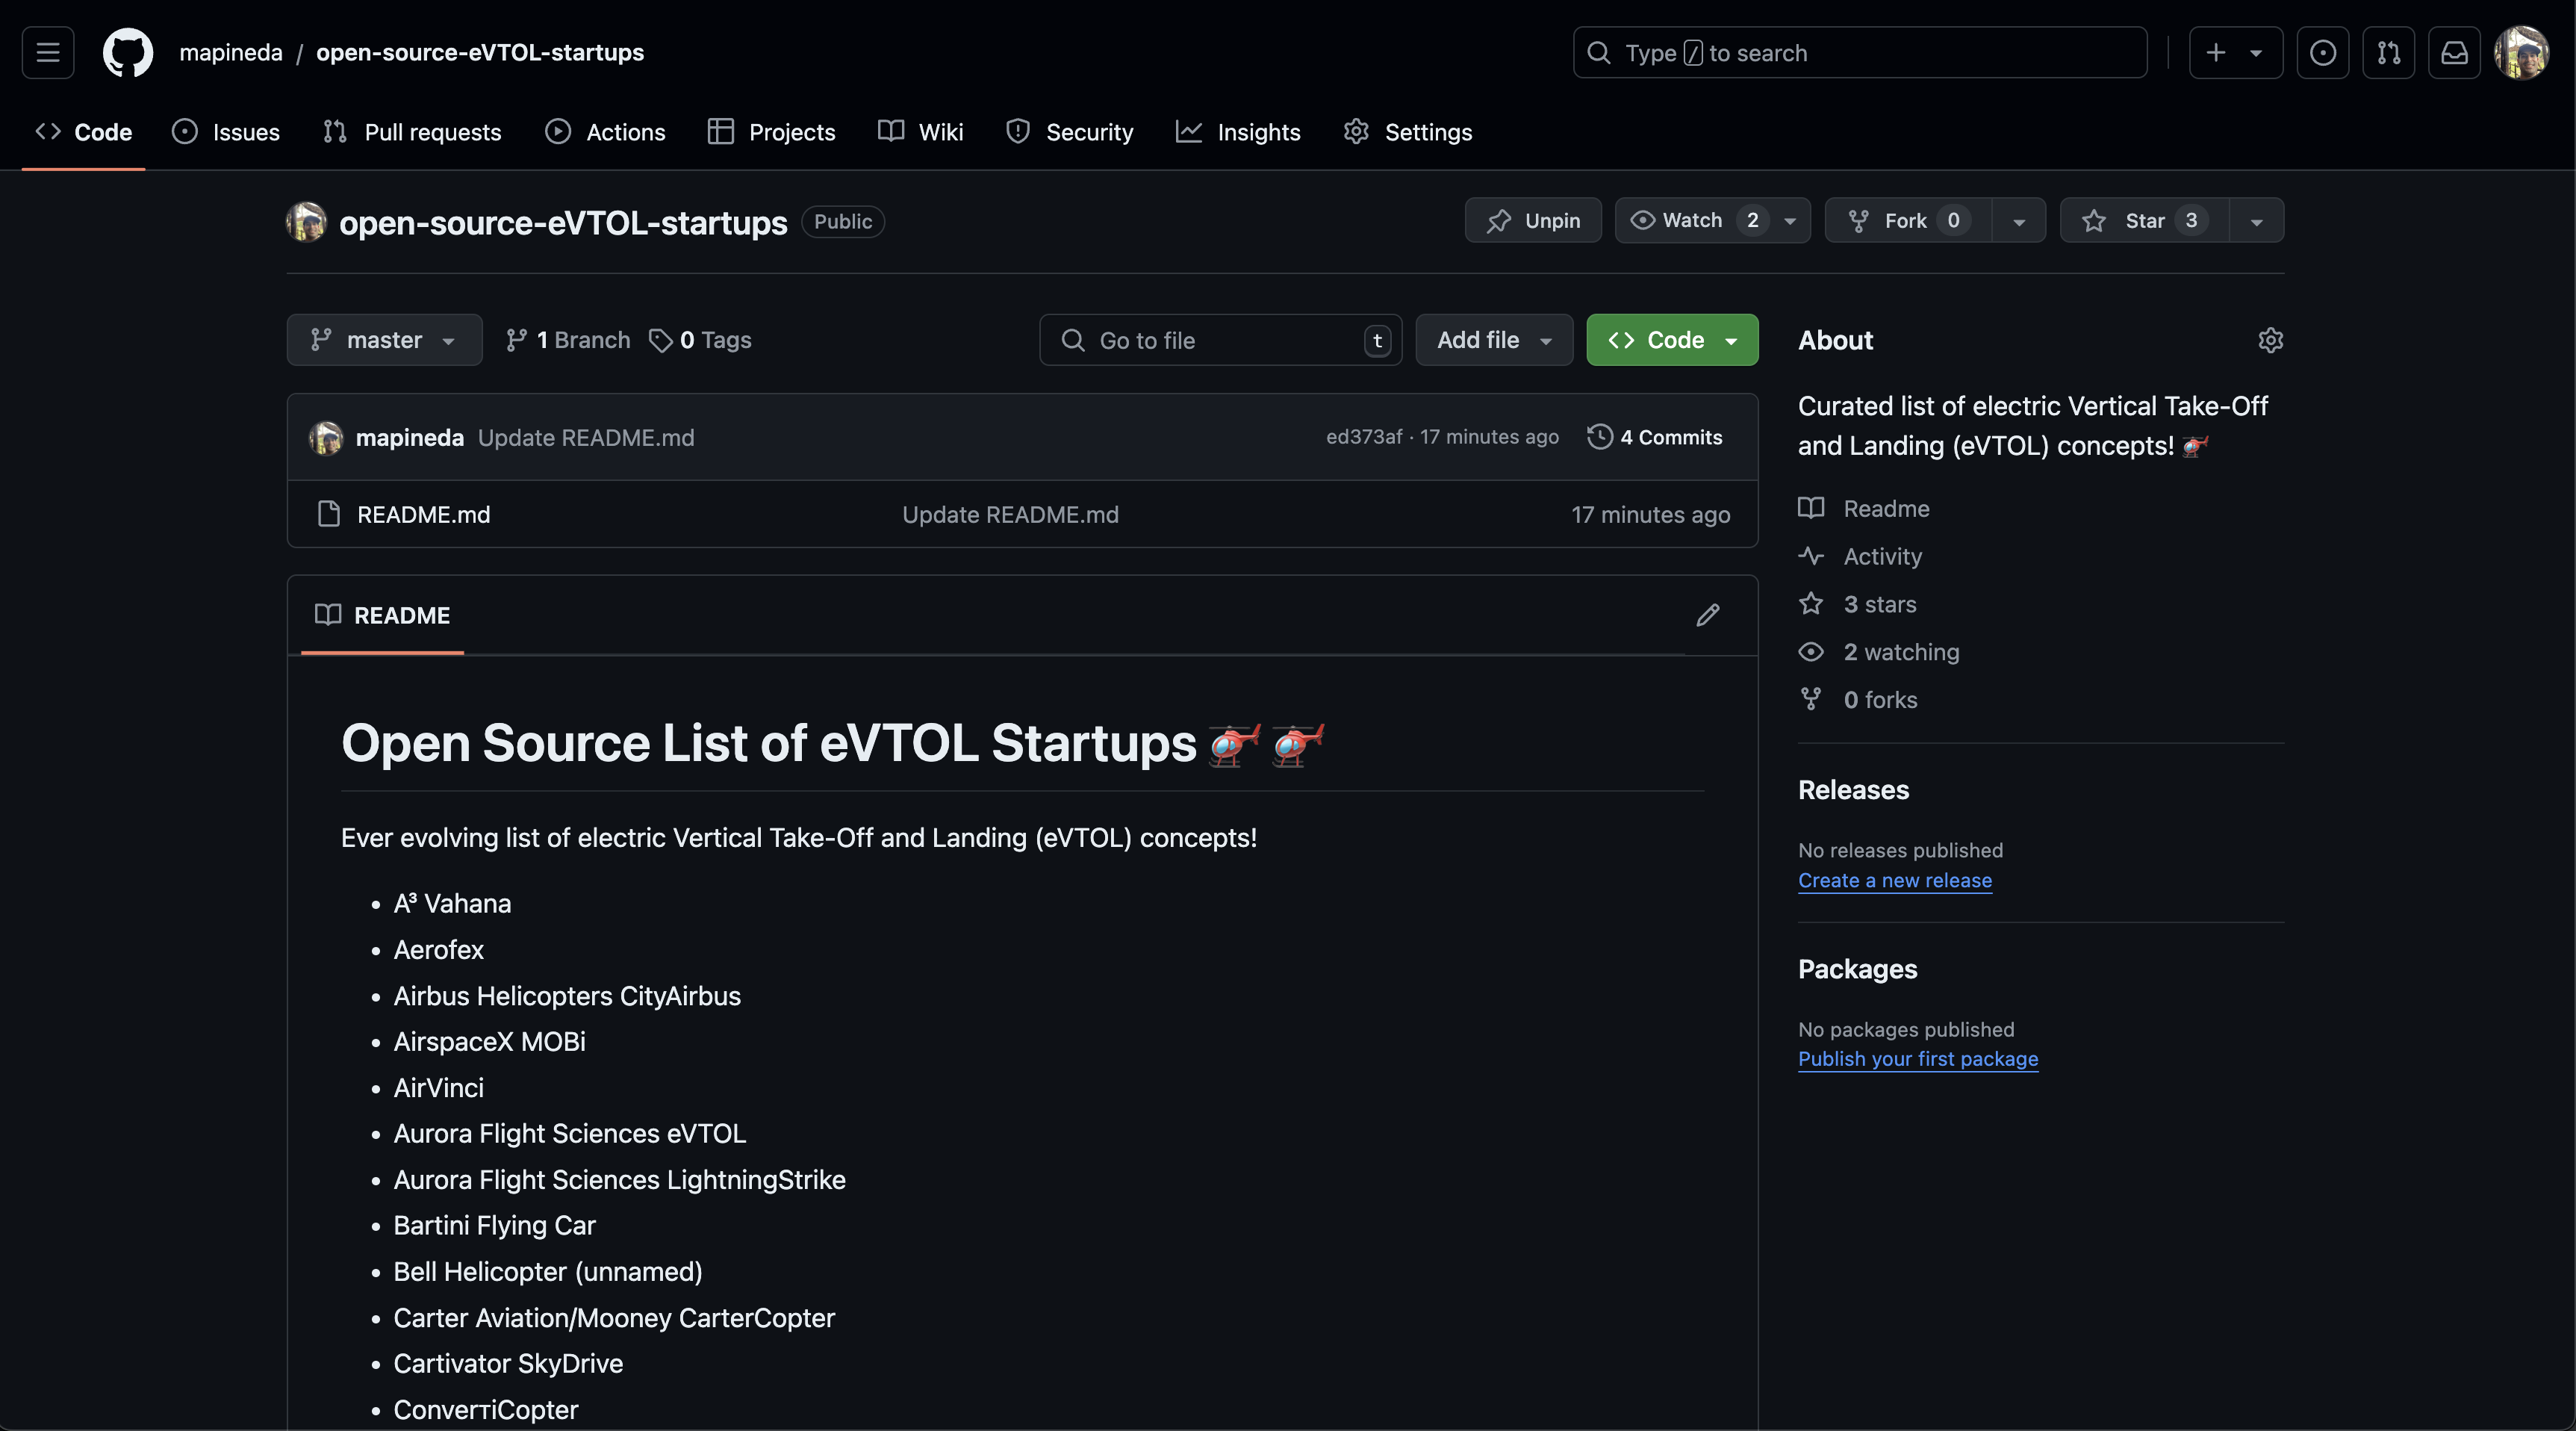 mapineda / open-source-eVTOL-startups
Type / to search
Code Issues Pull requests Actions Projects Wiki Security Insights Settings
open-source-eVTOL-startups Public
Unpin Watch 2 Fork 0 Star 3
master 1 Branch 0 Tags
Go to file t Add file Code
mapineda Update README.md ed373af · 17 minutes ago 4 Commits
README.md Update README.md 17 minutes ago
README
Open Source List of eVTOL Startups 🚁🚁
Ever evolving list of electric Vertical Take-Off and Landing (eVTOL) concepts!
• A³ Vahana
• Aerofex
• Airbus Helicopters CityAirbus
• AirspaceX MOBi
• AirVinci
• Aurora Flight Sciences eVTOL
• Aurora Flight Sciences LightningStrike
• Bartini Flying Car
• Bell Helicopter (unnamed)
• Carter Aviation/Mooney CarterCopter
• Cartivator SkyDrive
• ConverтiCopter
About
Curated list of electric Vertical Take-Off
and Landing (eVTOL) concepts! 🚁
Readme
Activity
3 stars
2 watching
0 forks
Releases
No releases published
Create a new release
Packages
No packages published
Publish your first package